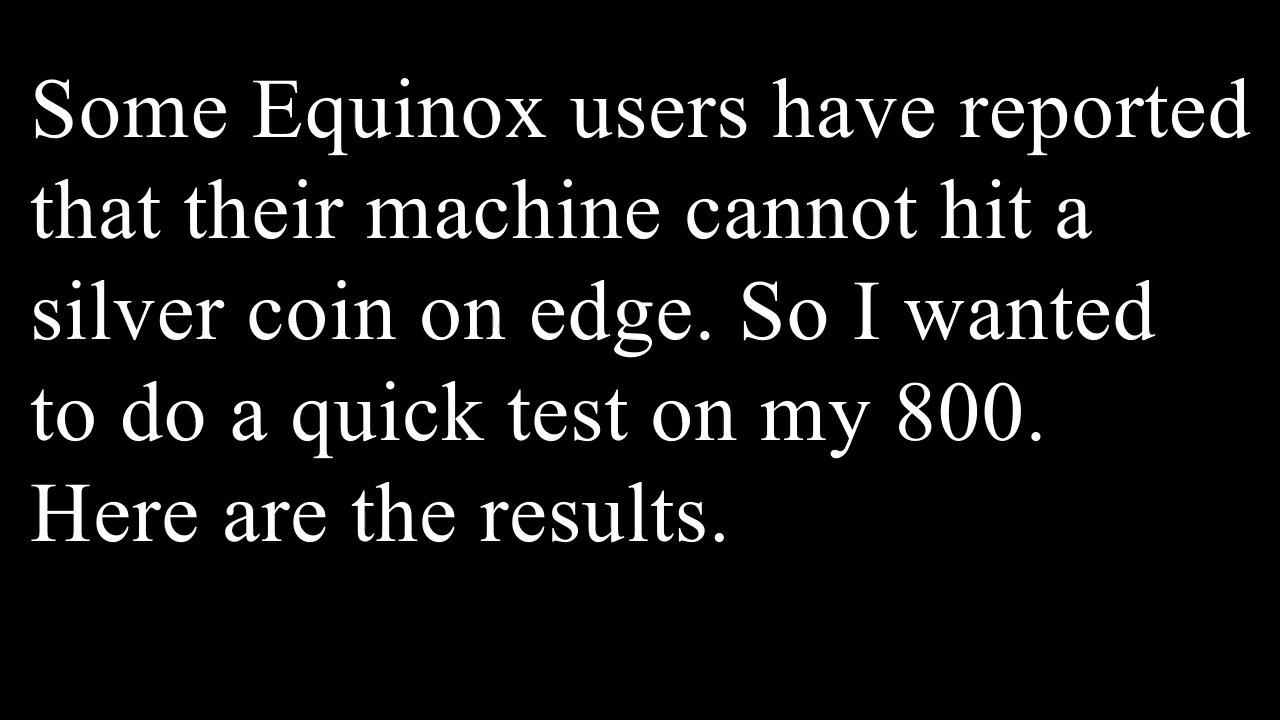 Some Equinox users have reported
that their machine cannot hit a
silver coin on edge. So I wanted
to do a quick test on my 800.
Here are the results.